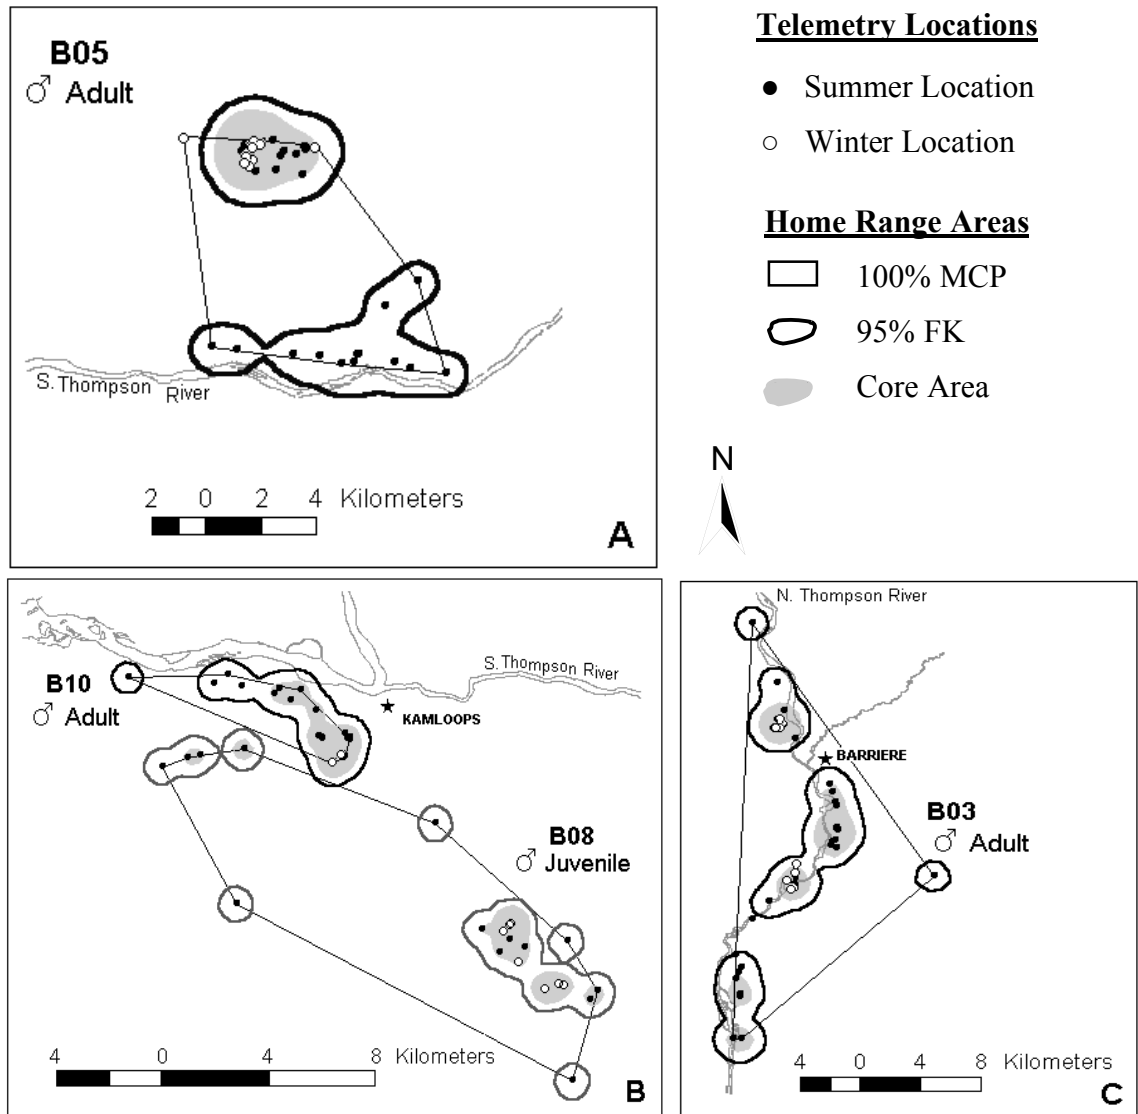 B05
♂ Adult
S. Thompson River
2 0 2 4 Kilometers
A
Telemetry Locations
Summer Location
Winter Location
Home Range Areas
100% MCP
95% FK
Core Area
N
B10
♂ Adult
S. Thompson River
KAMLOOPS
B08
♂ Juvenile
4 0 4 8 Kilometers
B
N. Thompson River
BARRIERE
B03
♂ Adult
4 0 4 8 Kilometers
C